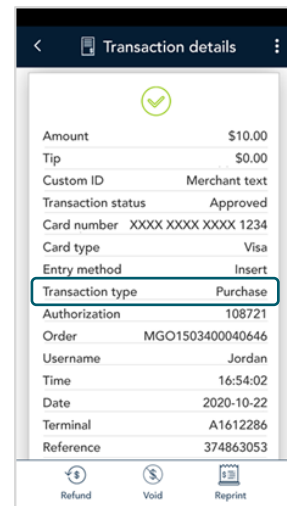 Transaction details
Amount $10.00
Tip $0.00
Custom ID Merchant text
Transaction status Approved
Card number XXXX XXXX XXXX 1234
Card type Visa
Entry method Insert
Transaction type Purchase
Authorization 108721
Order MGO1503400040646
Username Jordan
Time 16:54:02
Date 2020-10-22
Terminal A1612286
Reference 374863053
Refund Void Reprint